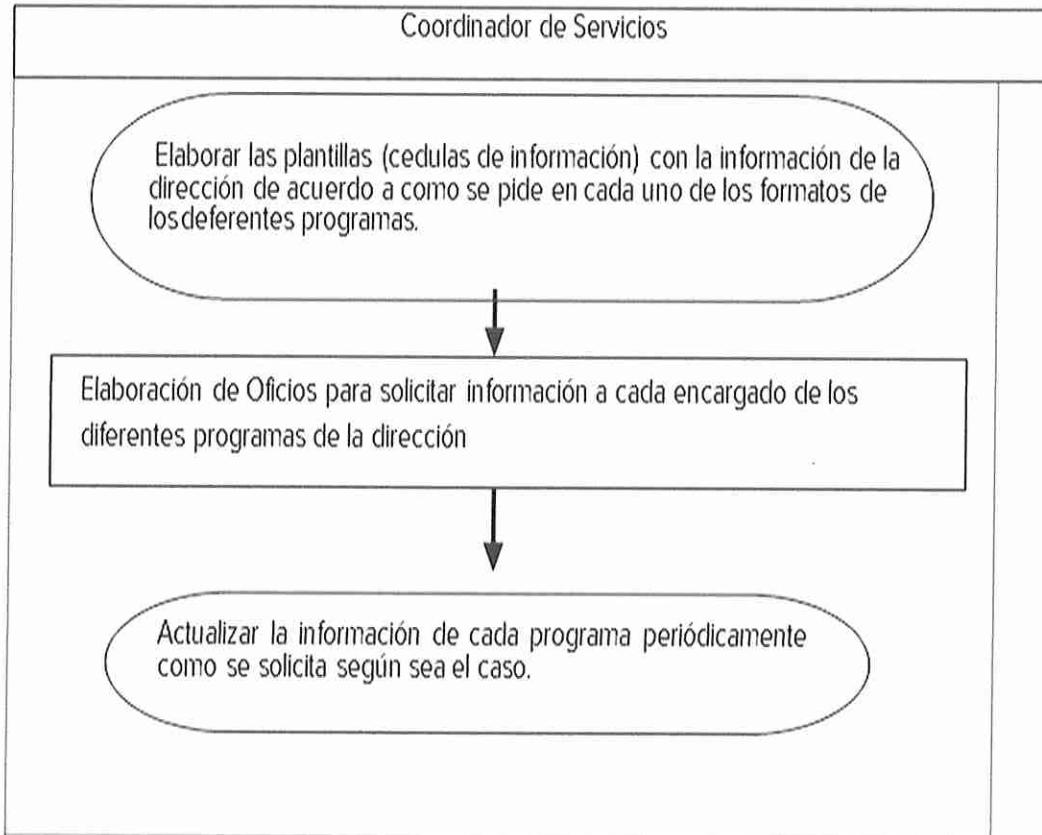 Coordinador de Servicios
Elaborar las plantillas (cedulas de información) con la información de la
dirección de acuerdo a como se pide en cada uno de los formatos de
losdeferentes programas.
Elaboración de Oficios para solicitar información a cada encargado de los
diferentes programas de la dirección
Actualizar la información de cada programa periódicamente
como se solicita según sea el caso.